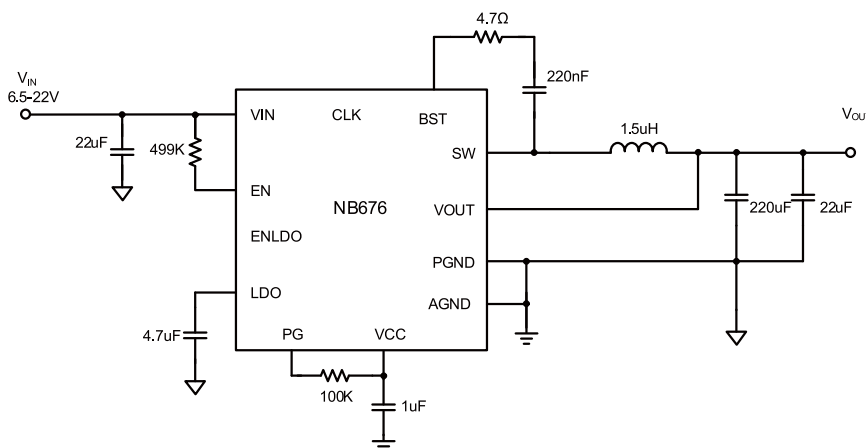 4.7Ω
220nF
VIN
6.5-22V
22uF
499K
VIN
CLK
BST
SW
1.5uH
VOU
EN
VOUT
NB676
ENLDO
220uF
22uF
PGND
LDO
AGND
4.7uF
PG
VCC
100K
1uF